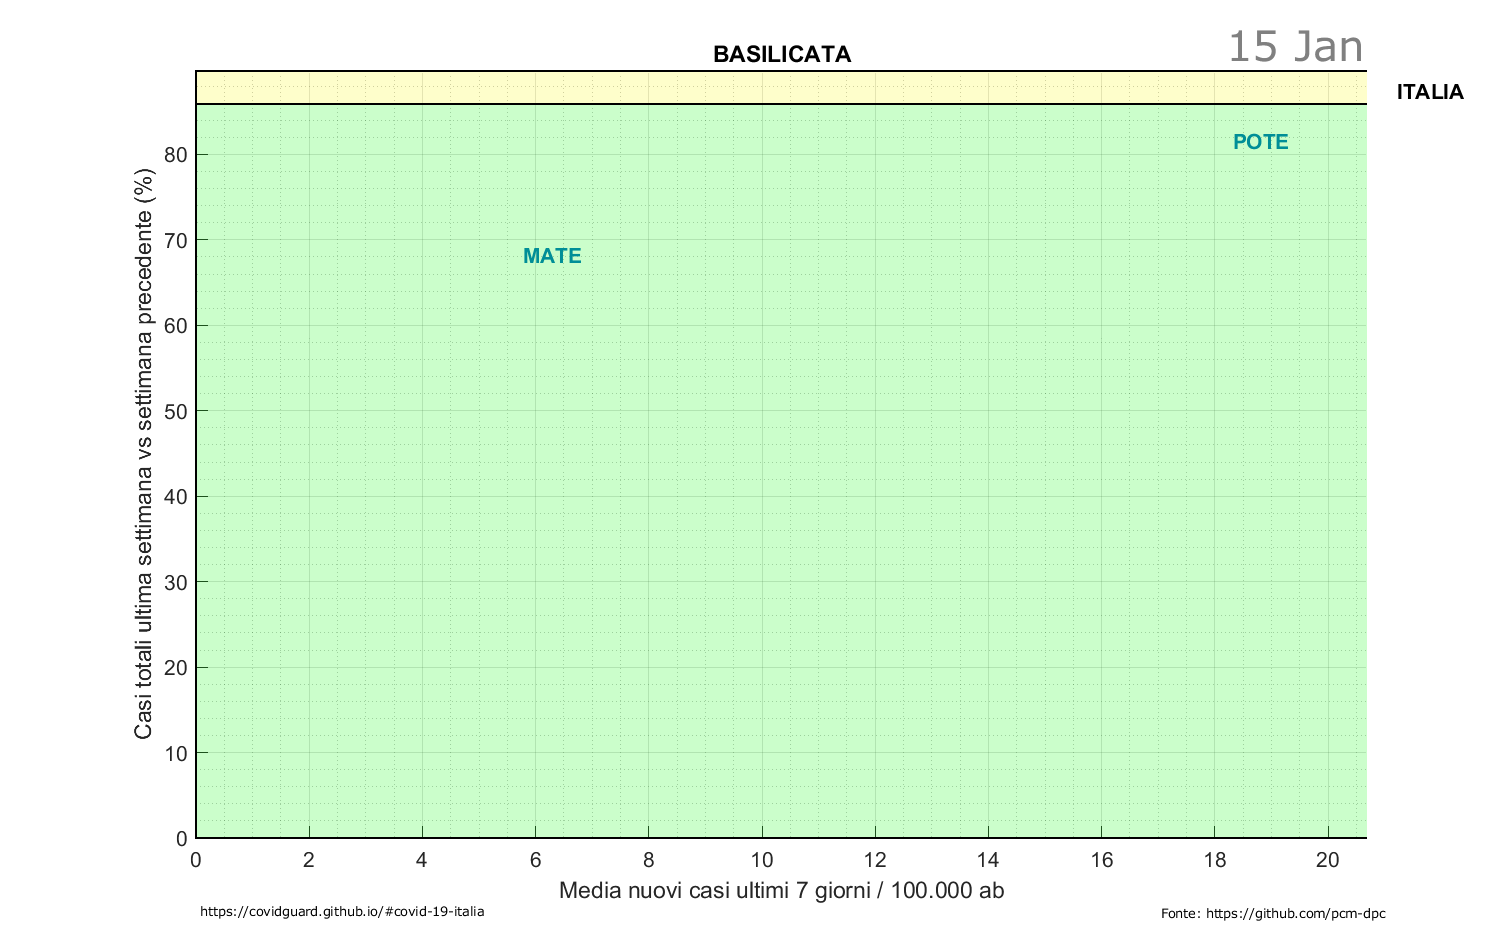 15 Jan
BASILICATA
ITALIA
POTE
MATE
Casi totali ultima settimana vs settimana precedente (%)
80
70
60
50
40
30
20
10
0
0 2 4 6 8 10 12 14 16 18 20
Media nuovi casi ultimi 7 giorni / 100.000 ab
https://covidguard.github.io/#covid-19-italia
Fonte: https://github.com/pcm-dpc